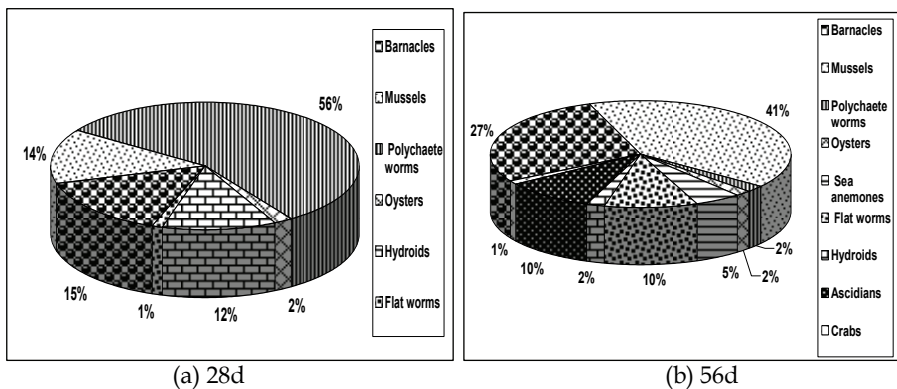 Barnacles
Mussels
Polychaete
worms
Oysters
Hydroids
Flat worms
56%
14%
15%
1%
12%
2%
(a) 28d
Barnacles
Mussels
Polychaete
worms
Oysters
Sea
anemones
Flat worms
Hydroids
Ascidians
Crabs
41%
27%
1%
10%
2%
10%
5%
2%
2%
(b) 56d